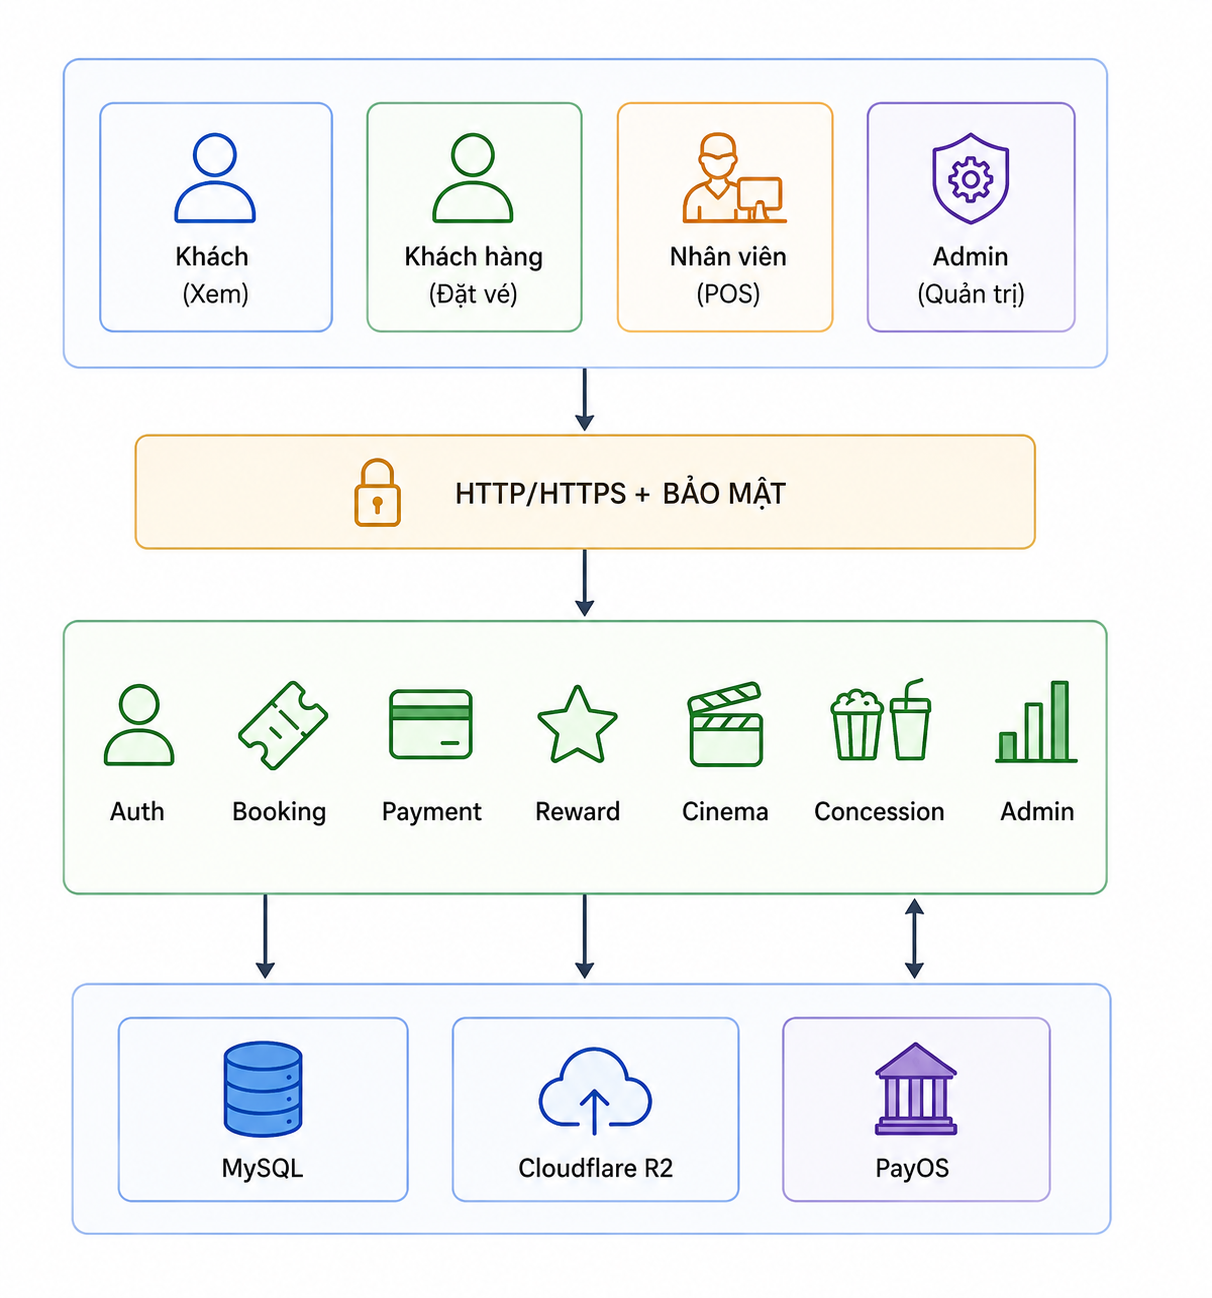 Khách
(Xem)
Khách hàng
(Đặt vé)
Nhân viên
(POS)
Admin
(Quản trị)
HTTP/HTTPS + BẢO MẬT
Auth
Booking
Payment
Reward
Cinema
Concession
Admin
MySQL
Cloudflare R2
PayOS